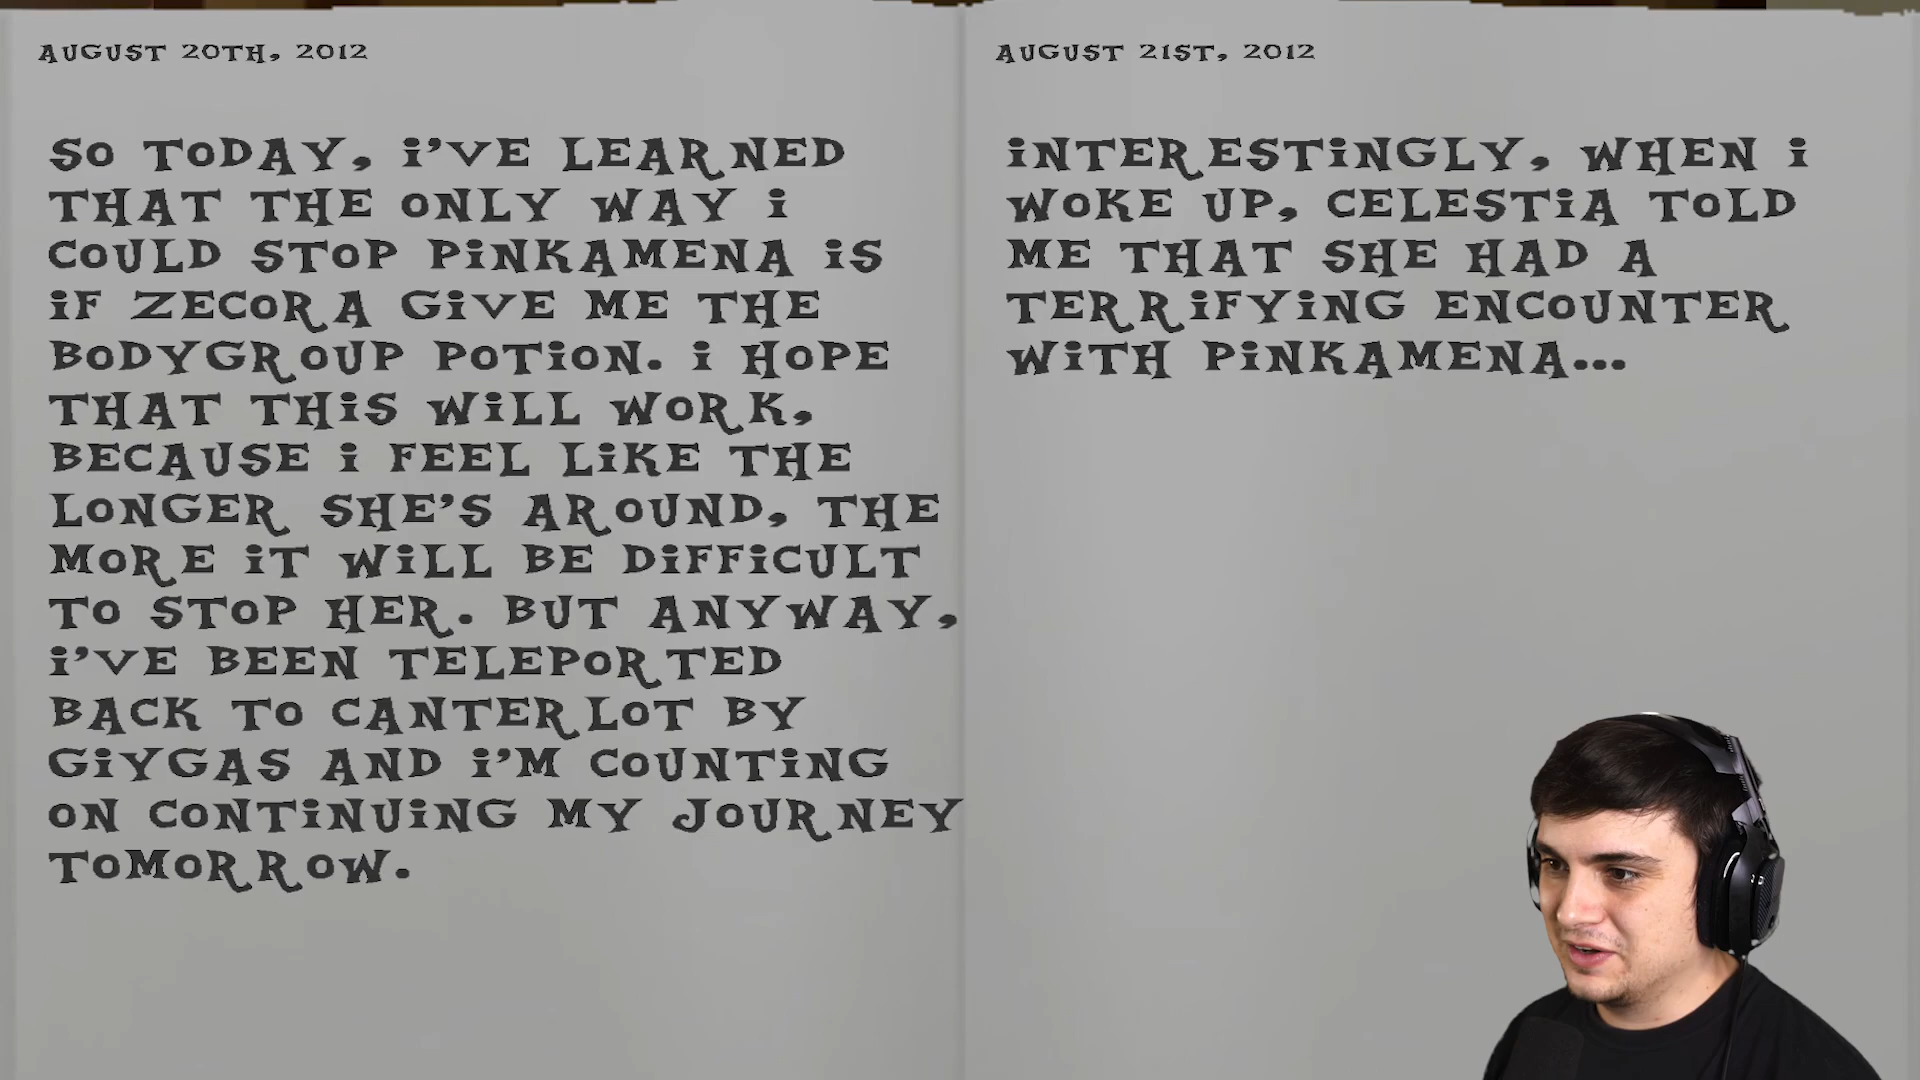 AUGUST 20TH, 2012
SO TODAY, i'VE LEARNED
THAT THE ONLY WAY i
COULD STOP PiNKAMENA iS
iF ZECORA GiVE ME THE
BODYGROUP POTiON. i HOPE
THAT THiS WiLL WORK,
BECAUSE i FEEL LiKE THE
LONGER SHE'S AROUND, THE
MORE iT WiLL BE DiFFiCULT
TO STOP HER. BUT ANYWAY,
i'VE BEEN TELEPORTED
BACK TO CANTERLOT BY
GiYGAS AND i'M COUNTiNG
ON CONTiNUiNG MY JOURNEY
TOMORROW.
AUGUST 21ST, 2012
iNTERESTiNGLY, WHEN i
WOKE UP, CELESTiA TOLD
ME THAT SHE HAD A
TERRiFYiNG ENCOUNTER
WiTH PiNKAMENA...